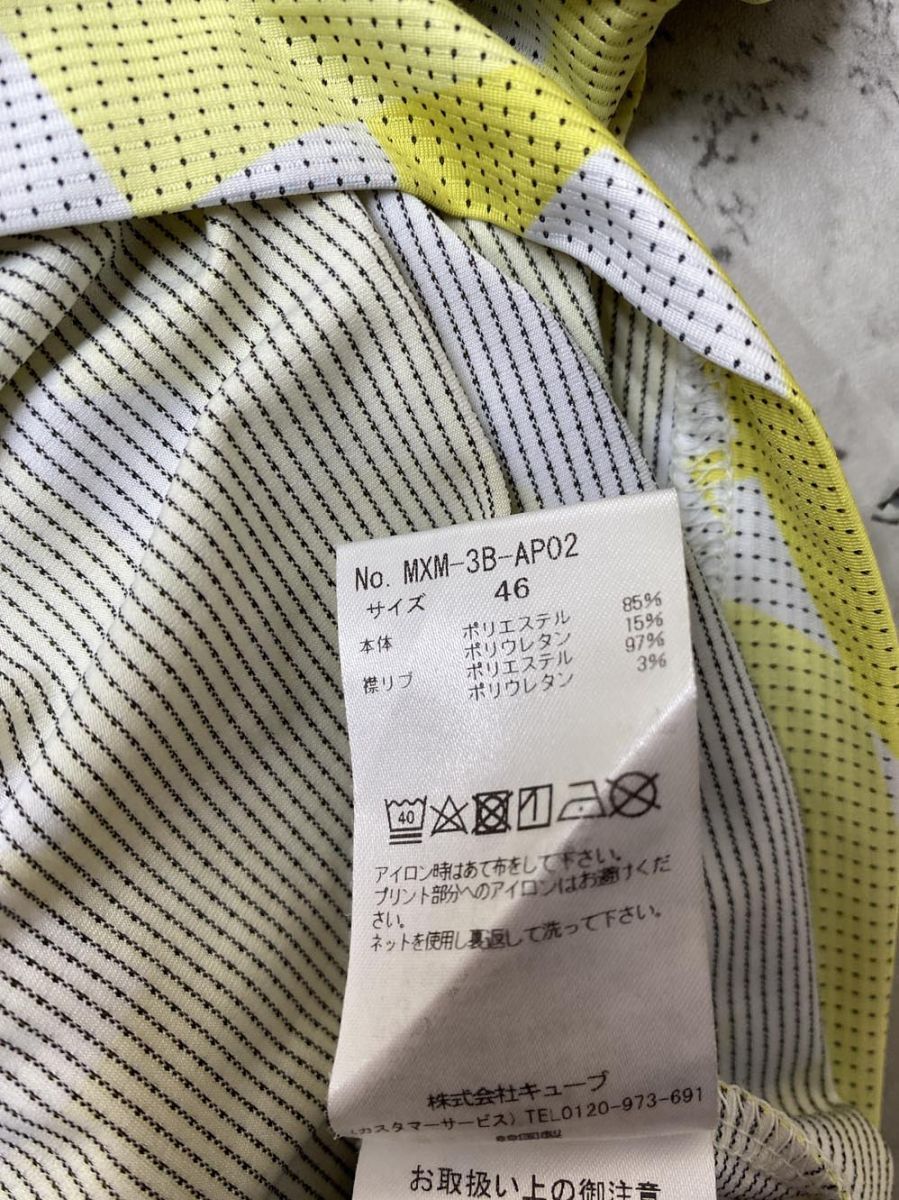 No. MXM-3B-AP02
サイズ 46
本体 ポリエステル 85%
ポリウレタン 15%
襟リブ ポリエステル 97%
ポリウレタン 3%
40
アイロン時はあて布をして下さい。
プリント部分へのアイロンはお避けくだ
さい。
ネットを使用し裏返して洗って下さい。
株式会社キューブ
(カスタマーサービス) TEL0120-973-691
お取扱い上の御注意